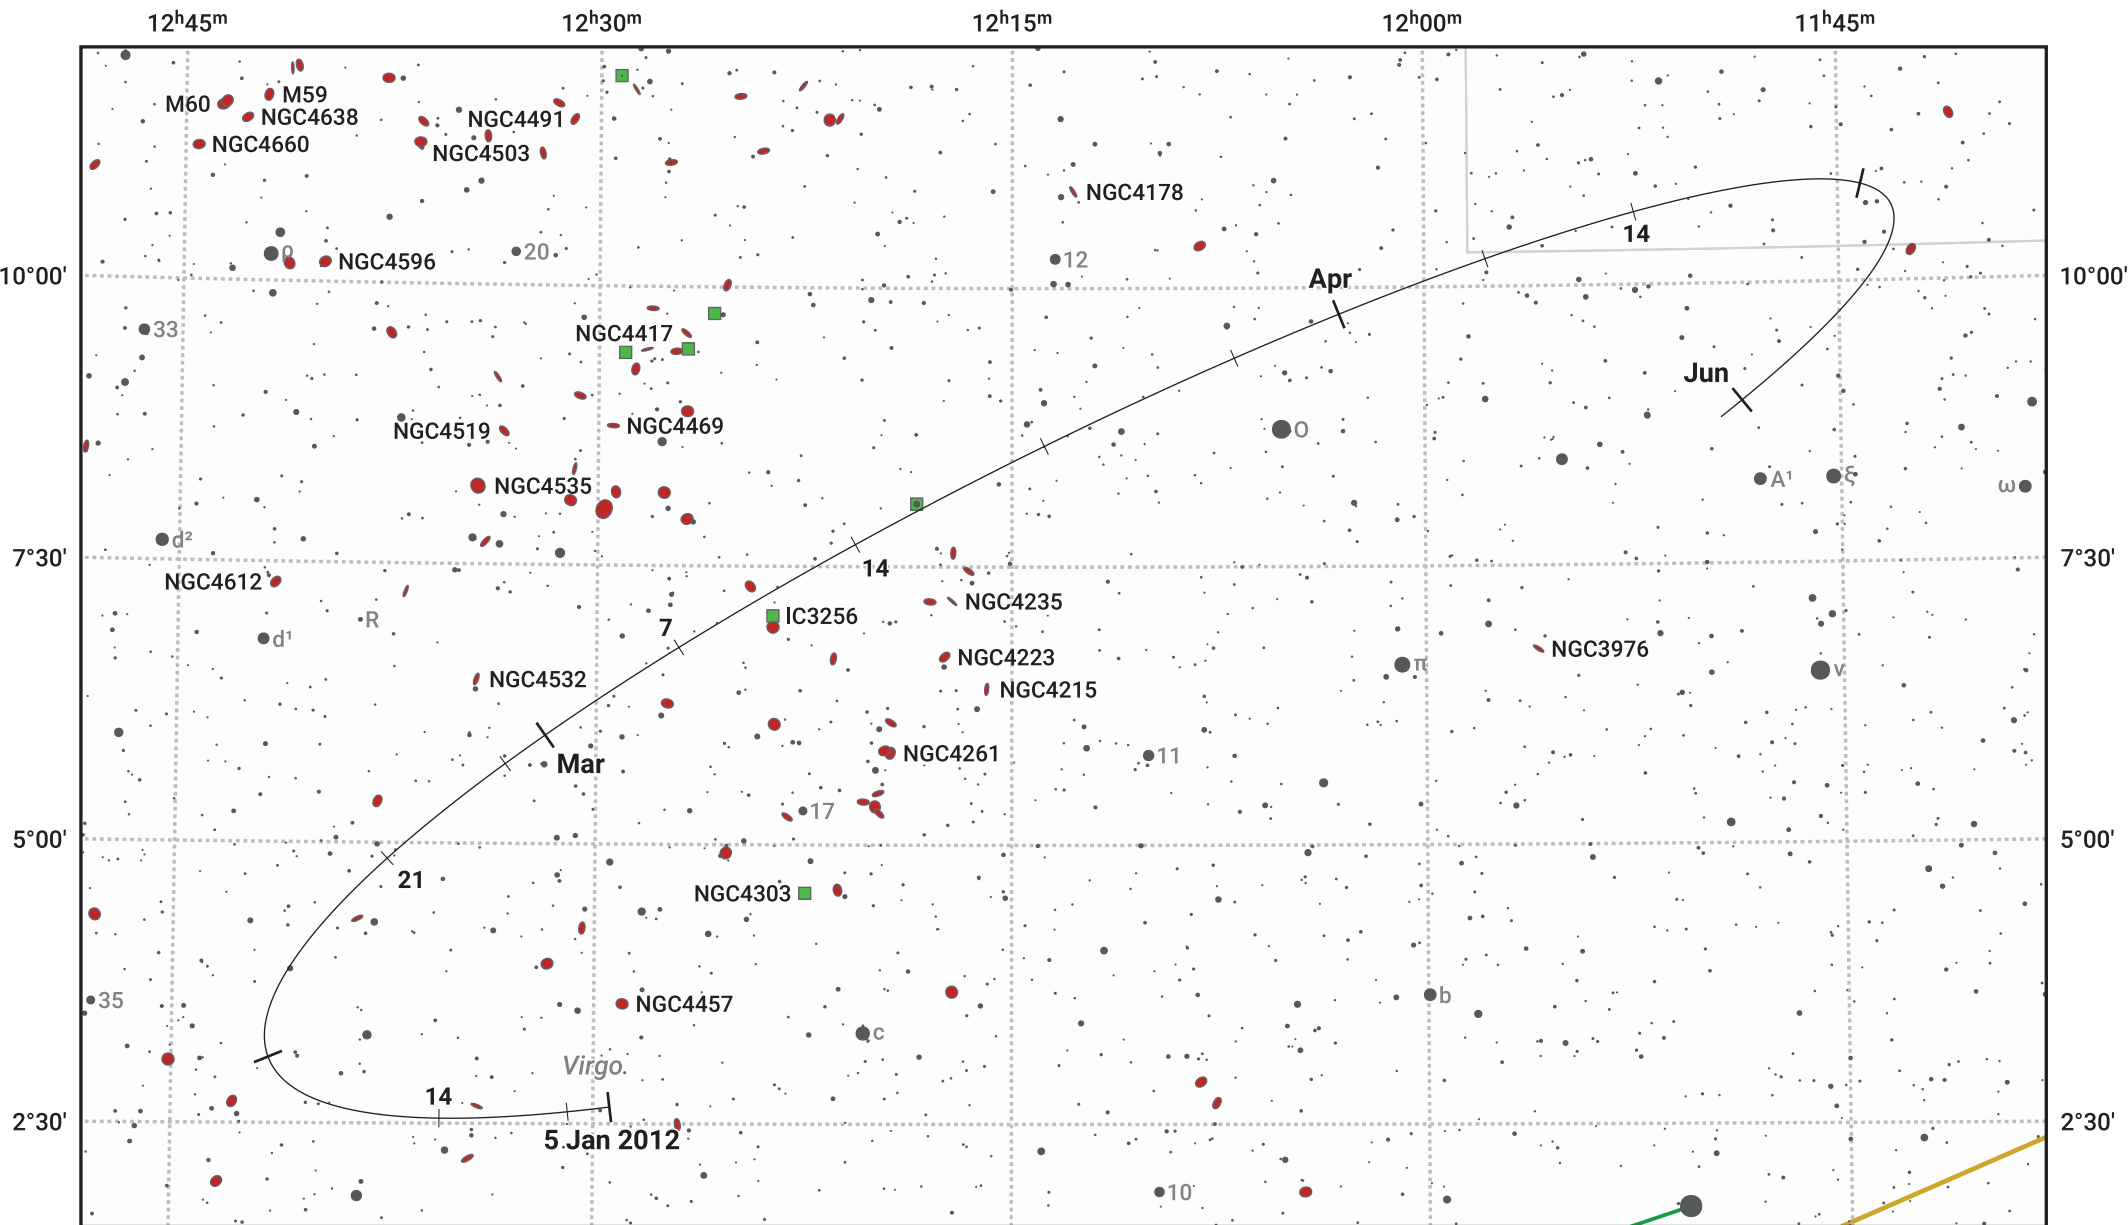 12ʰ45ᵐ 12ʰ30ᵐ 12ʰ15ᵐ 12ʰ00ᵐ 11ʰ45ᵐ
M60 M59
NGC4638 NGC4491
NGC4660 NGC4503
NGC4178
14
ρ NGC4596 20 12
10°00' 10°00'
Apr
33 NGC4417
Jun
NGC4519 NGC4469 ο
NGC4535 A¹ ξ ω
d²
7°30' 7°30'
14
NGC4612
R IC3256 NGC4235
d¹ 7
NGC4223 π NGC3976 ν
NGC4532 NGC4215
Mar NGC4261 11
17
5°00' 5°00'
21
NGC4303
35 NGC4457 b
c
Virgo
14
2°30' 2°30'
5 Jan 2012
10